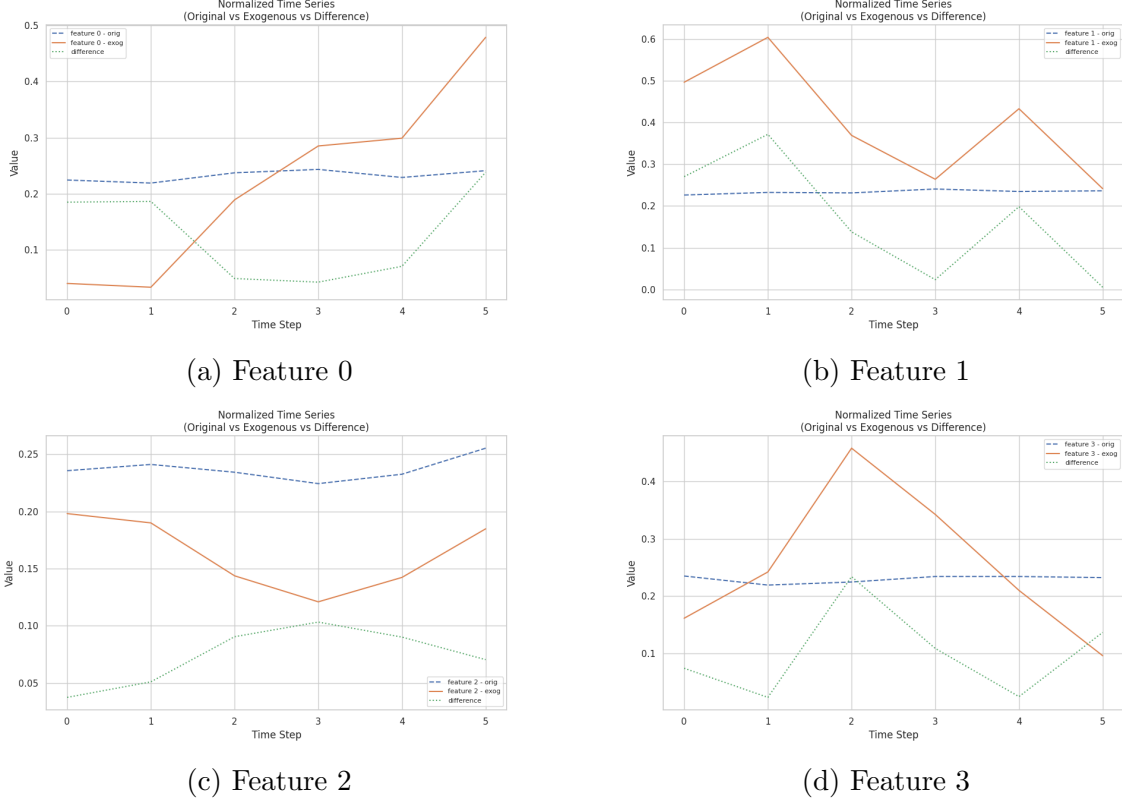 Normalized Time Series
(Original vs Exogenous vs Difference)
0.5
0.4
0.3
0.2
0.1
Value
feature 0 - orig
feature 0 - exog
difference
0 1 2 3 4 5
Time Step
(a) Feature 0
Normalized Time Series
(Original vs Exogenous vs Difference)
0.6
0.5
0.4
0.3
0.2
0.1
0.0
Value
feature 1 - orig
feature 1 - exog
difference
0 1 2 3 4 5
Time Step
(b) Feature 1
Normalized Time Series
(Original vs Exogenous vs Difference)
0.25
0.20
0.15
0.10
0.05
Value
feature 2 - orig
feature 2 - exog
difference
0 1 2 3 4 5
Time Step
(c) Feature 2
Normalized Time Series
(Original vs Exogenous vs Difference)
0.4
0.3
0.2
0.1
Value
feature 3 - orig
feature 3 - exog
difference
0 1 2 3 4 5
Time Step
(d) Feature 3